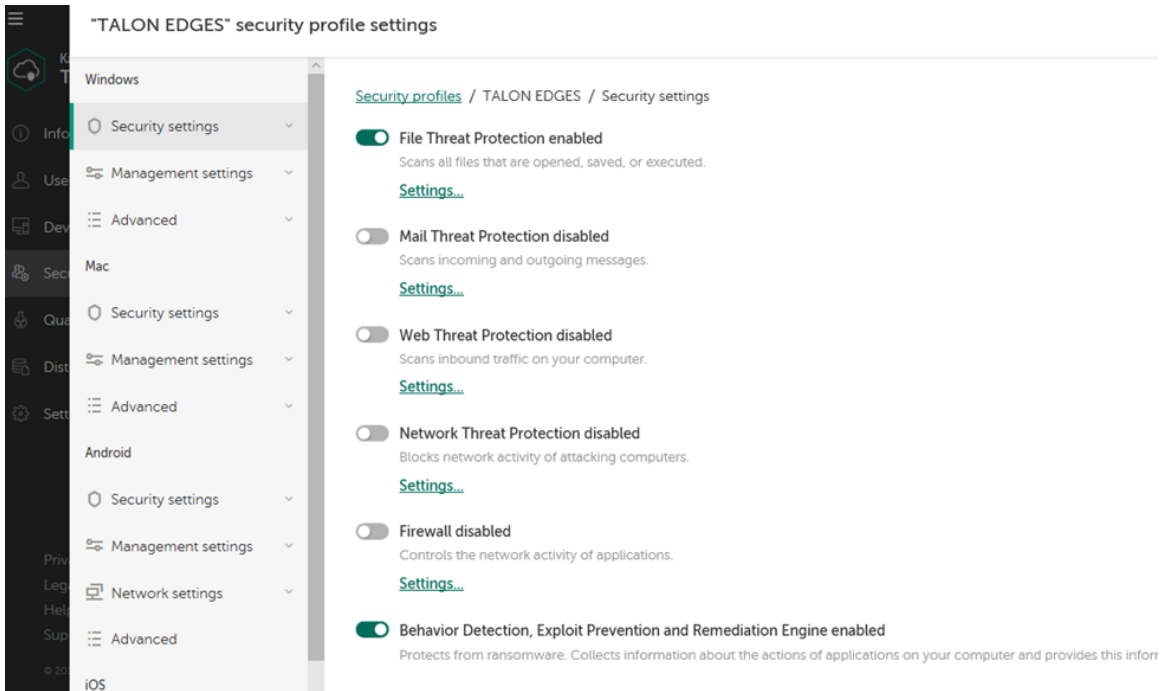 "TALON EDGES" security profile settings
Windows
Security settings
Management settings
Advanced
Mac
Security settings
Management settings
Advanced
Android
Security settings
Management settings
Network settings
Advanced
iOS
Security profiles / TALON EDGES / Security settings
File Threat Protection enabled
Scans all files that are opened, saved, or executed.
Settings...
Mail Threat Protection disabled
Scans incoming and outgoing messages.
Settings...
Web Threat Protection disabled
Scans inbound traffic on your computer.
Settings...
Network Threat Protection disabled
Blocks network activity of attacking computers.
Settings...
Firewall disabled
Controls the network activity of applications.
Settings...
Behavior Detection, Exploit Prevention and Remediation Engine enabled
Protects from ransomware. Collects information about the actions of applications on your computer and provides this